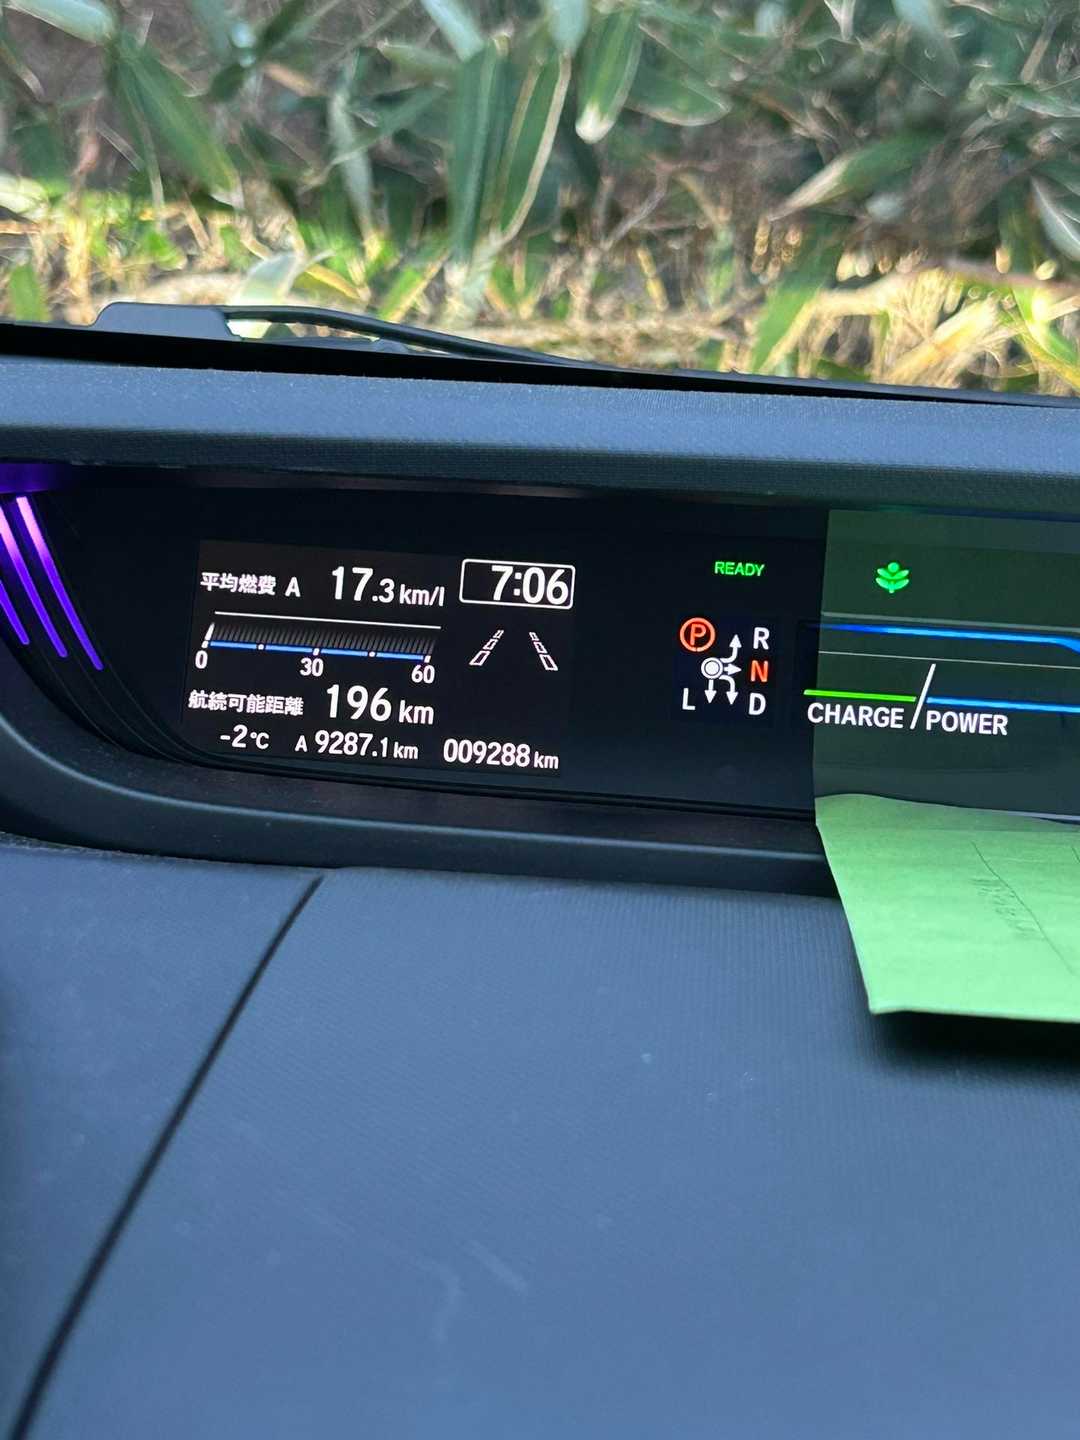 平均燃費 A 17.3 km/l
7:06
0 30 60
航続可能距離 196 km
-2°C A 9287.1 km 009288 km
READY
P R
N
L D
CHARGE / POWER